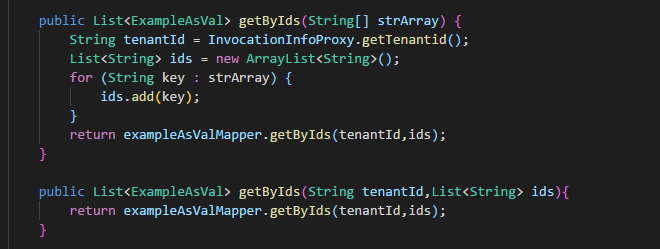 public List<ExampleAsVal> getByIds(String[] strArray) {
String tenantId = InvocationInfoProxy.getTenantid();
List<String> ids = new ArrayList<String>();
for (String key : strArray) {
ids.add(key);
}
return exampleAsValMapper.getByIds(tenantId,ids);
}
public List<ExampleAsVal> getByIds(String tenantId,List<String> ids){
return exampleAsValMapper.getByIds(tenantId,ids);
}